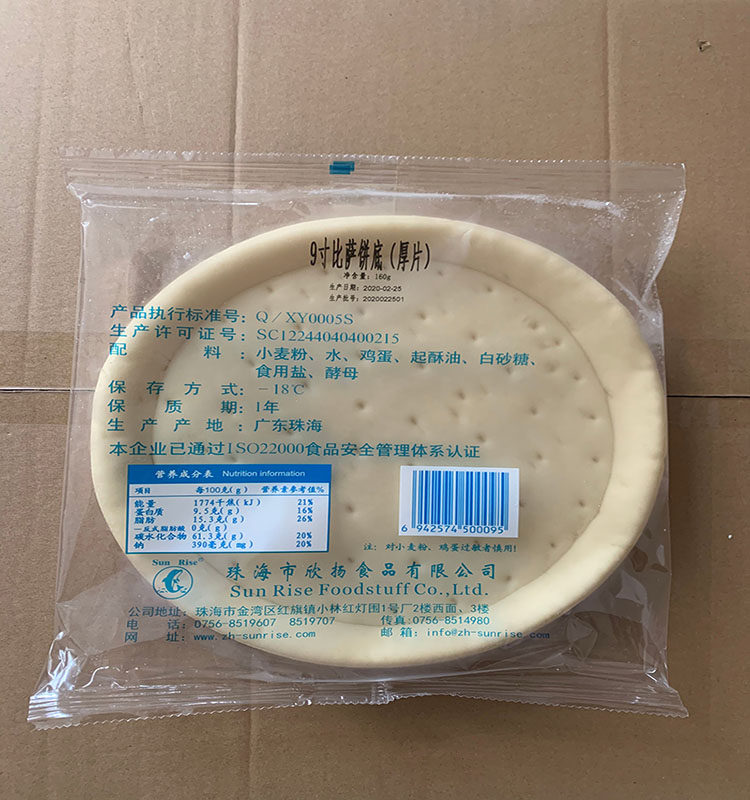 9寸比萨饼底（厚片）
净含量：160g
生产日期：2020-02-25
生产批号：2020022501
产品执行标准号：Q／XY0005S
生产许可证号：SC12244040400215
配料：小麦粉、水、鸡蛋、起酥油、白砂糖、
食用盐、酵母
保存方式：－18℃
保质期：1年
生产产地：广东珠海
本企业已通过ISO22000食品安全管理体系认证
营养成分表 Nutrition information
项目 每100克(g) 营养素参考值%
能量 1774千焦(kJ) 21%
蛋白质 9.5克(g) 16%
脂肪 15.3克(g) 26%
—反式脂肪酸 0克(g)
碳水化合物 61.3克(g) 20%
钠 390毫克(mg) 20%
6 942574 500095
注：对小麦粉、鸡蛋过敏者慎用！
Sun Rise®
珠海市欣扬食品有限公司
Sun Rise Foodstuff Co.,Ltd.
公司地址：珠海市金湾区红旗镇小林红灯围1号厂2楼西面、3楼
电话：0756-8519607 8519707 传真:0756-8514980
网址：www.zh-sunrise.com 邮箱：info@zh-sunrise.com